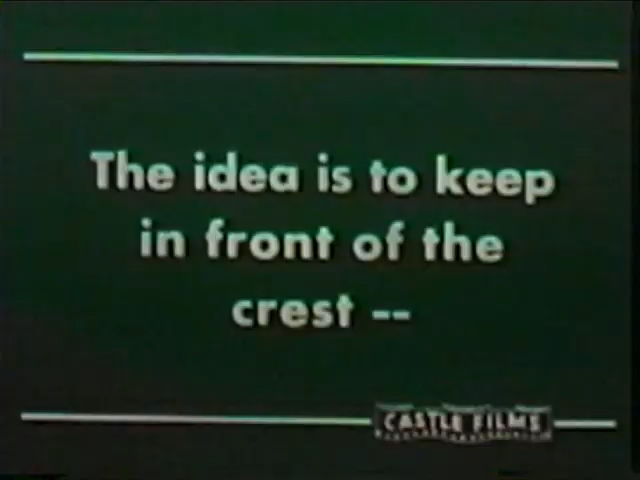 The idea is to keep
in front of the
crest --
CASTLE FILMS